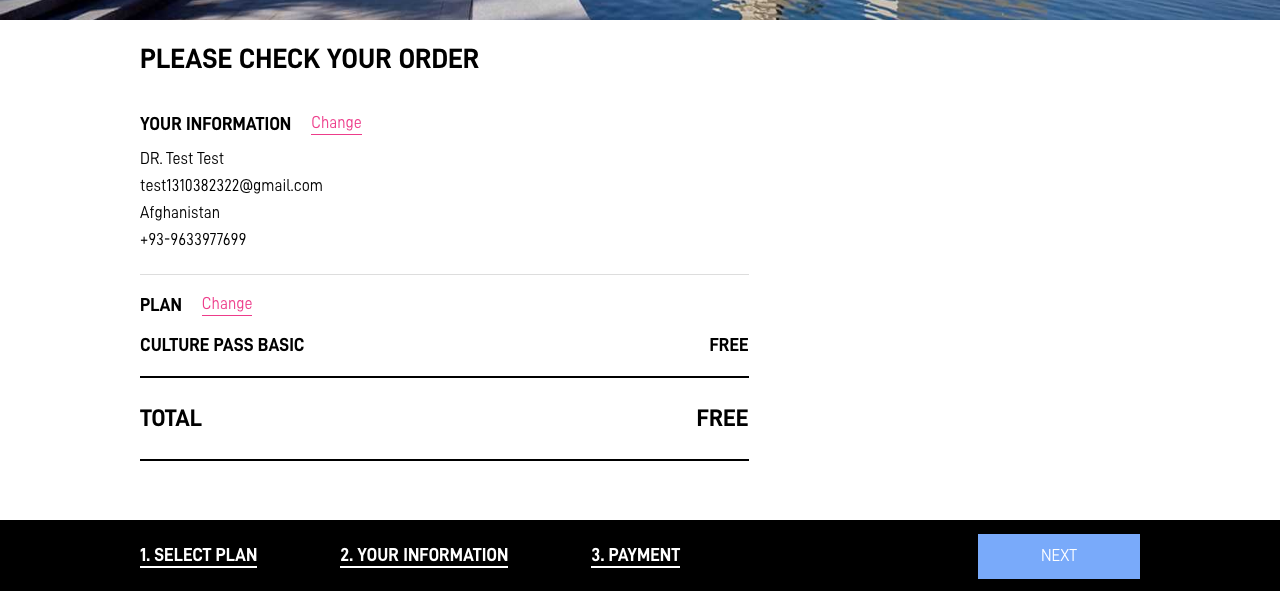 PLEASE CHECK YOUR ORDER
YOUR INFORMATION Change
DR. Test Test
test1310382322@gmail.com
Afghanistan
+93-9633977699
PLAN Change
CULTURE PASS BASIC FREE
TOTAL FREE
1. SELECT PLAN 2. YOUR INFORMATION 3. PAYMENT NEXT